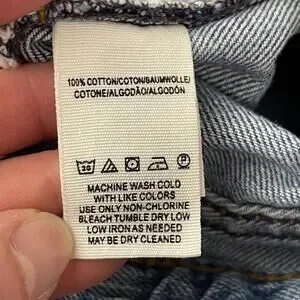 100% COTTON/COTON/BAUMWOLLE/
COTONE/ALGODÃO/ALGODÓN
30
P
MACHINE WASH COLD
WITH LIKE COLORS
USE ONLY NON-CHLORINE
BLEACH TUMBLE DRY LOW
LOW IRON AS NEEDED
MAY BE DRY CLEANED